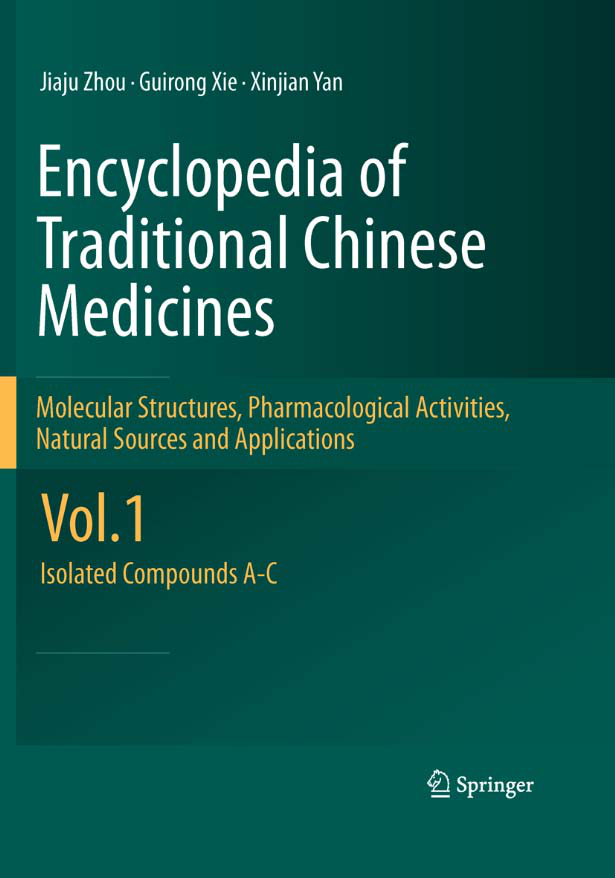 Jiaju Zhou · Guirong Xie · Xinjian Yan
Encyclopedia of
Traditional Chinese
Medicines
Molecular Structures, Pharmacological Activities,
Natural Sources and Applications
Vol.1
Isolated Compounds A-C
Springer